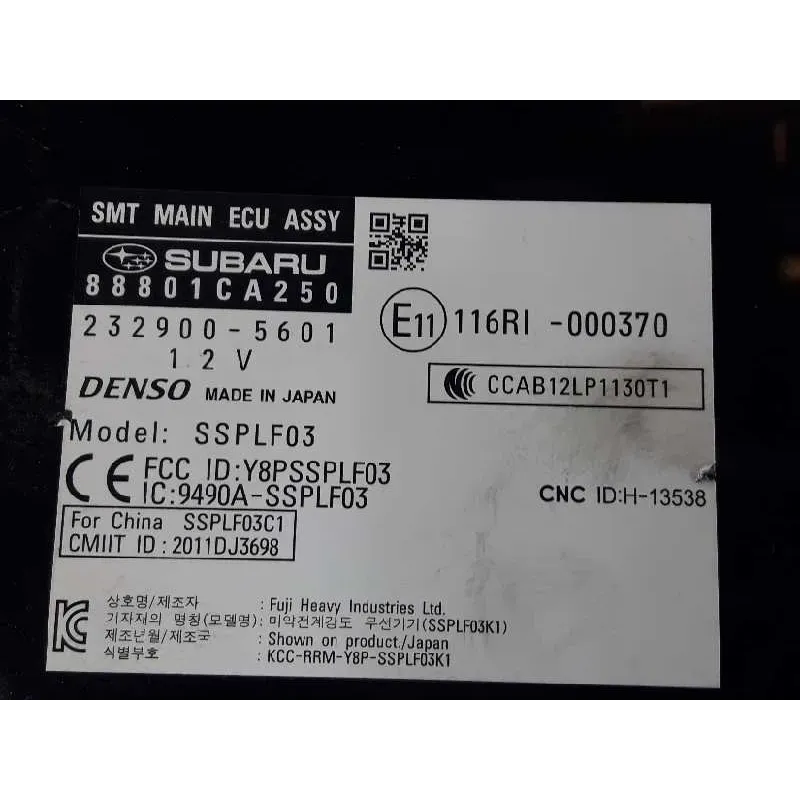 SMT MAIN ECU ASSY
SUBARU
88801CA250
232900-5601
12V
DENSO MADE IN JAPAN
E11 116RI -000370
CCAB12LP1130T1
Model: SSPLF03
CE FCC ID:Y8PSSPLF03
IC:9490A-SSPLF03
CNC ID:H-13538
For China SSPLF03C1
CMIIT ID : 2011DJ3698
상호명/제조자 : Fuji Heavy Industries Ltd.
기자재의 명칭(모델명): 미약전계강도 무선기기(SSPLF03K1)
제조년월/제조국 : Shown on product./Japan
식별부호 : KCC-RRM-Y8P-SSPLF03K1